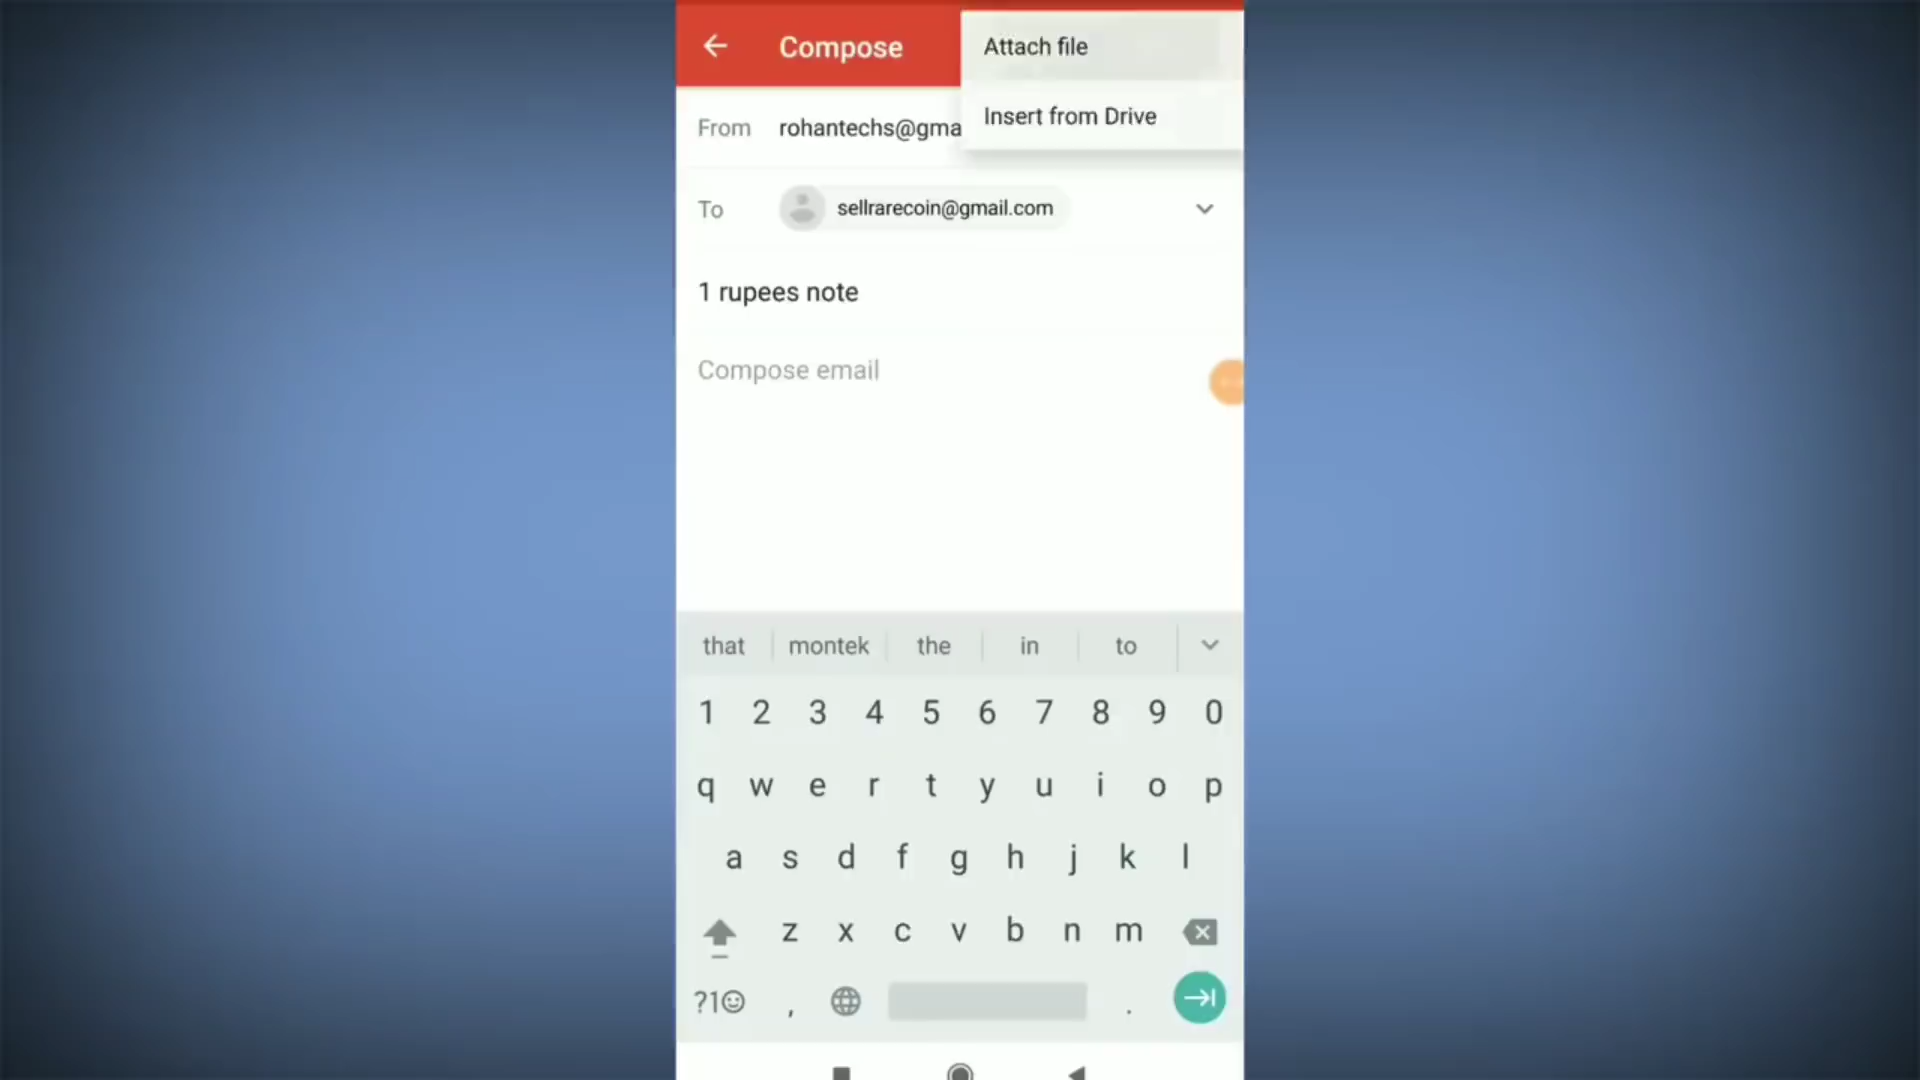 Compose
Attach file
Insert from Drive
From rohantechs@gma
To sellrarecoin@gmail.com
1 rupees note
Compose email
that montek the in to
1 2 3 4 5 6 7 8 9 0
q w e r t y u i o p
a s d f g h j k l
z x c v b n m
?1☺ , .